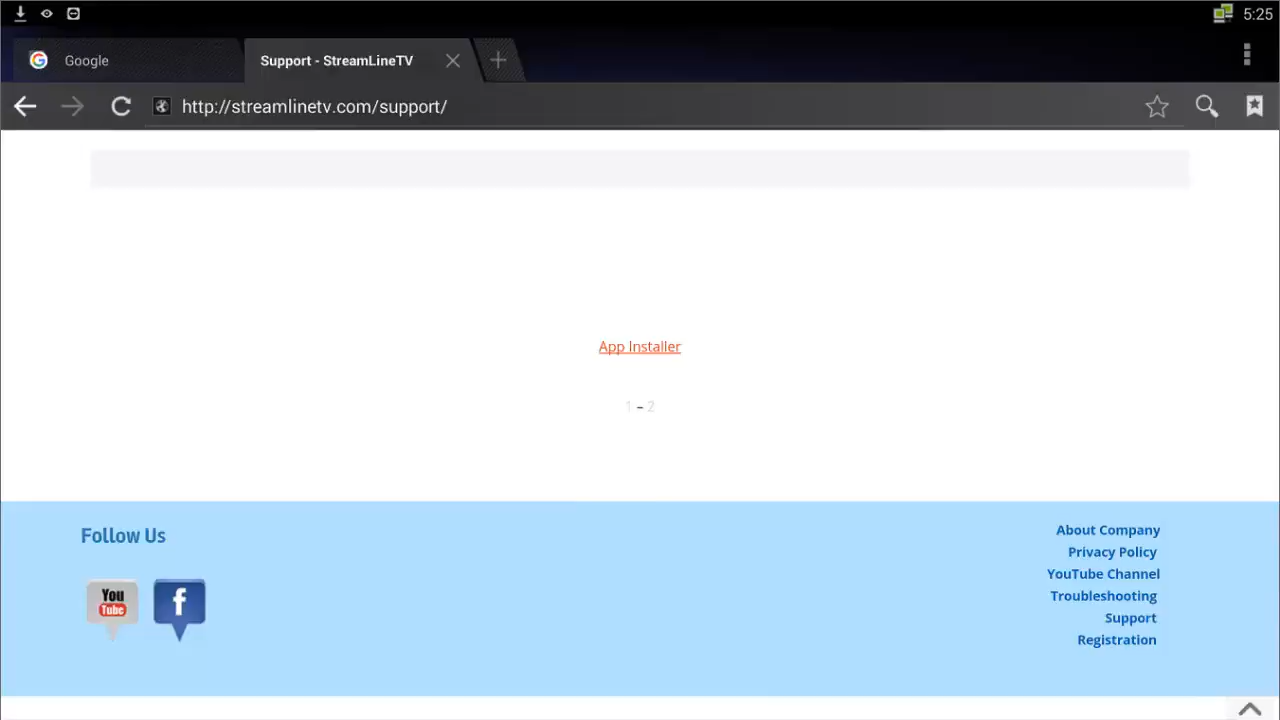 5:25
Google
Support - StreamLineTV
http://streamlinetv.com/support/
App Installer
1 – 2
Follow Us
You
Tube
f
About Company
Privacy Policy
YouTube Channel
Troubleshooting
Support
Registration